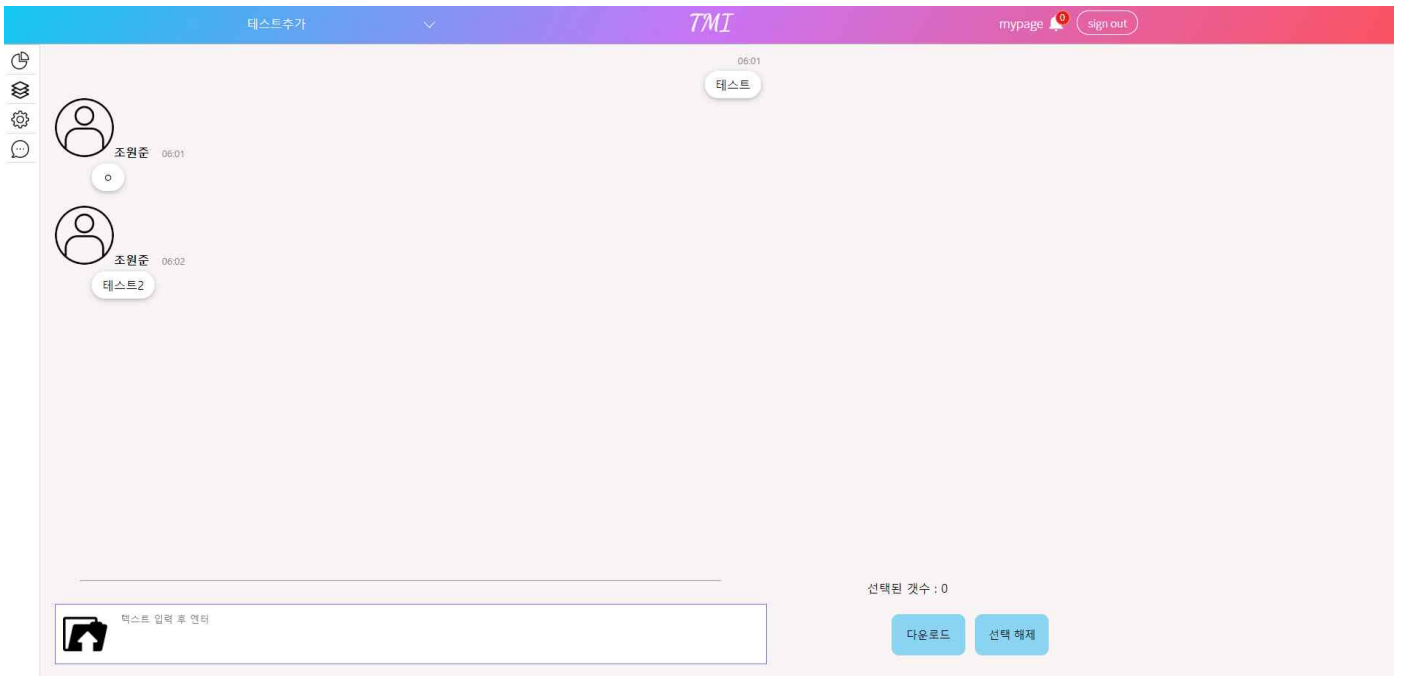 테스트추가
TMI
mypage 0 sign out
06:01
테스트
조원준 06:01
ㅇ
조원준 06:02
테스트2
선택된 갯수 : 0
텍스트 입력 후 엔터
다운로드 선택 해제